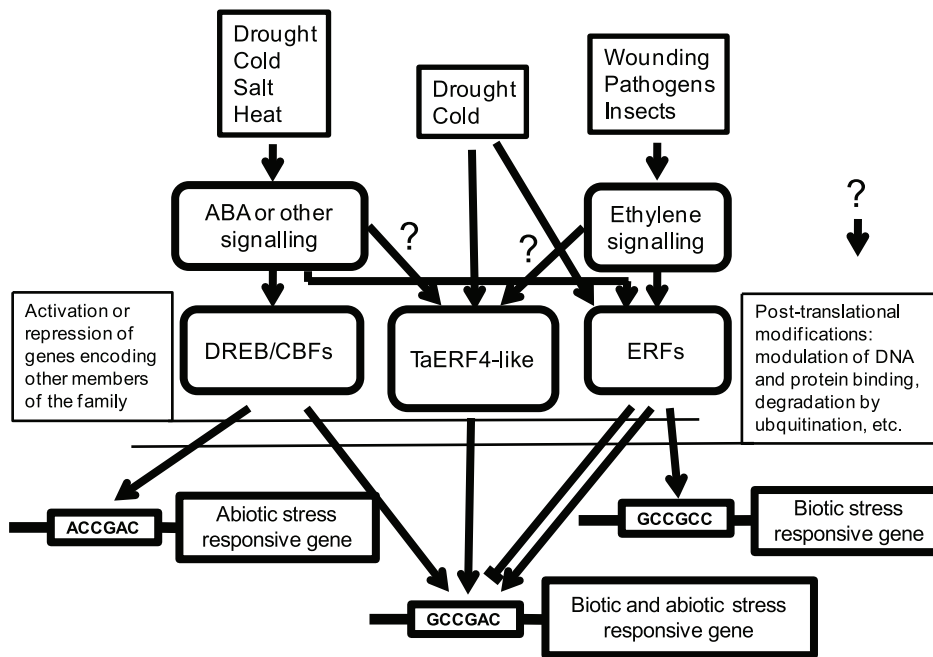 Drought
Cold
Salt
Heat
Drought
Cold
Wounding
Pathogens
Insects
ABA or other
signalling
?
?
Ethylene
signalling
?
Activation or
repression of
genes encoding
other members
of the family
DREB/CBFs
TaERF4-like
ERFs
Post-translational
modifications:
modulation of DNA
and protein binding,
degradation by
ubquitination, etc.
ACCGAC
Abiotic stress
responsive gene
GCCGCC
Biotic stress
responsive gene
GCCGAC
Biotic and abiotic stress
responsive gene